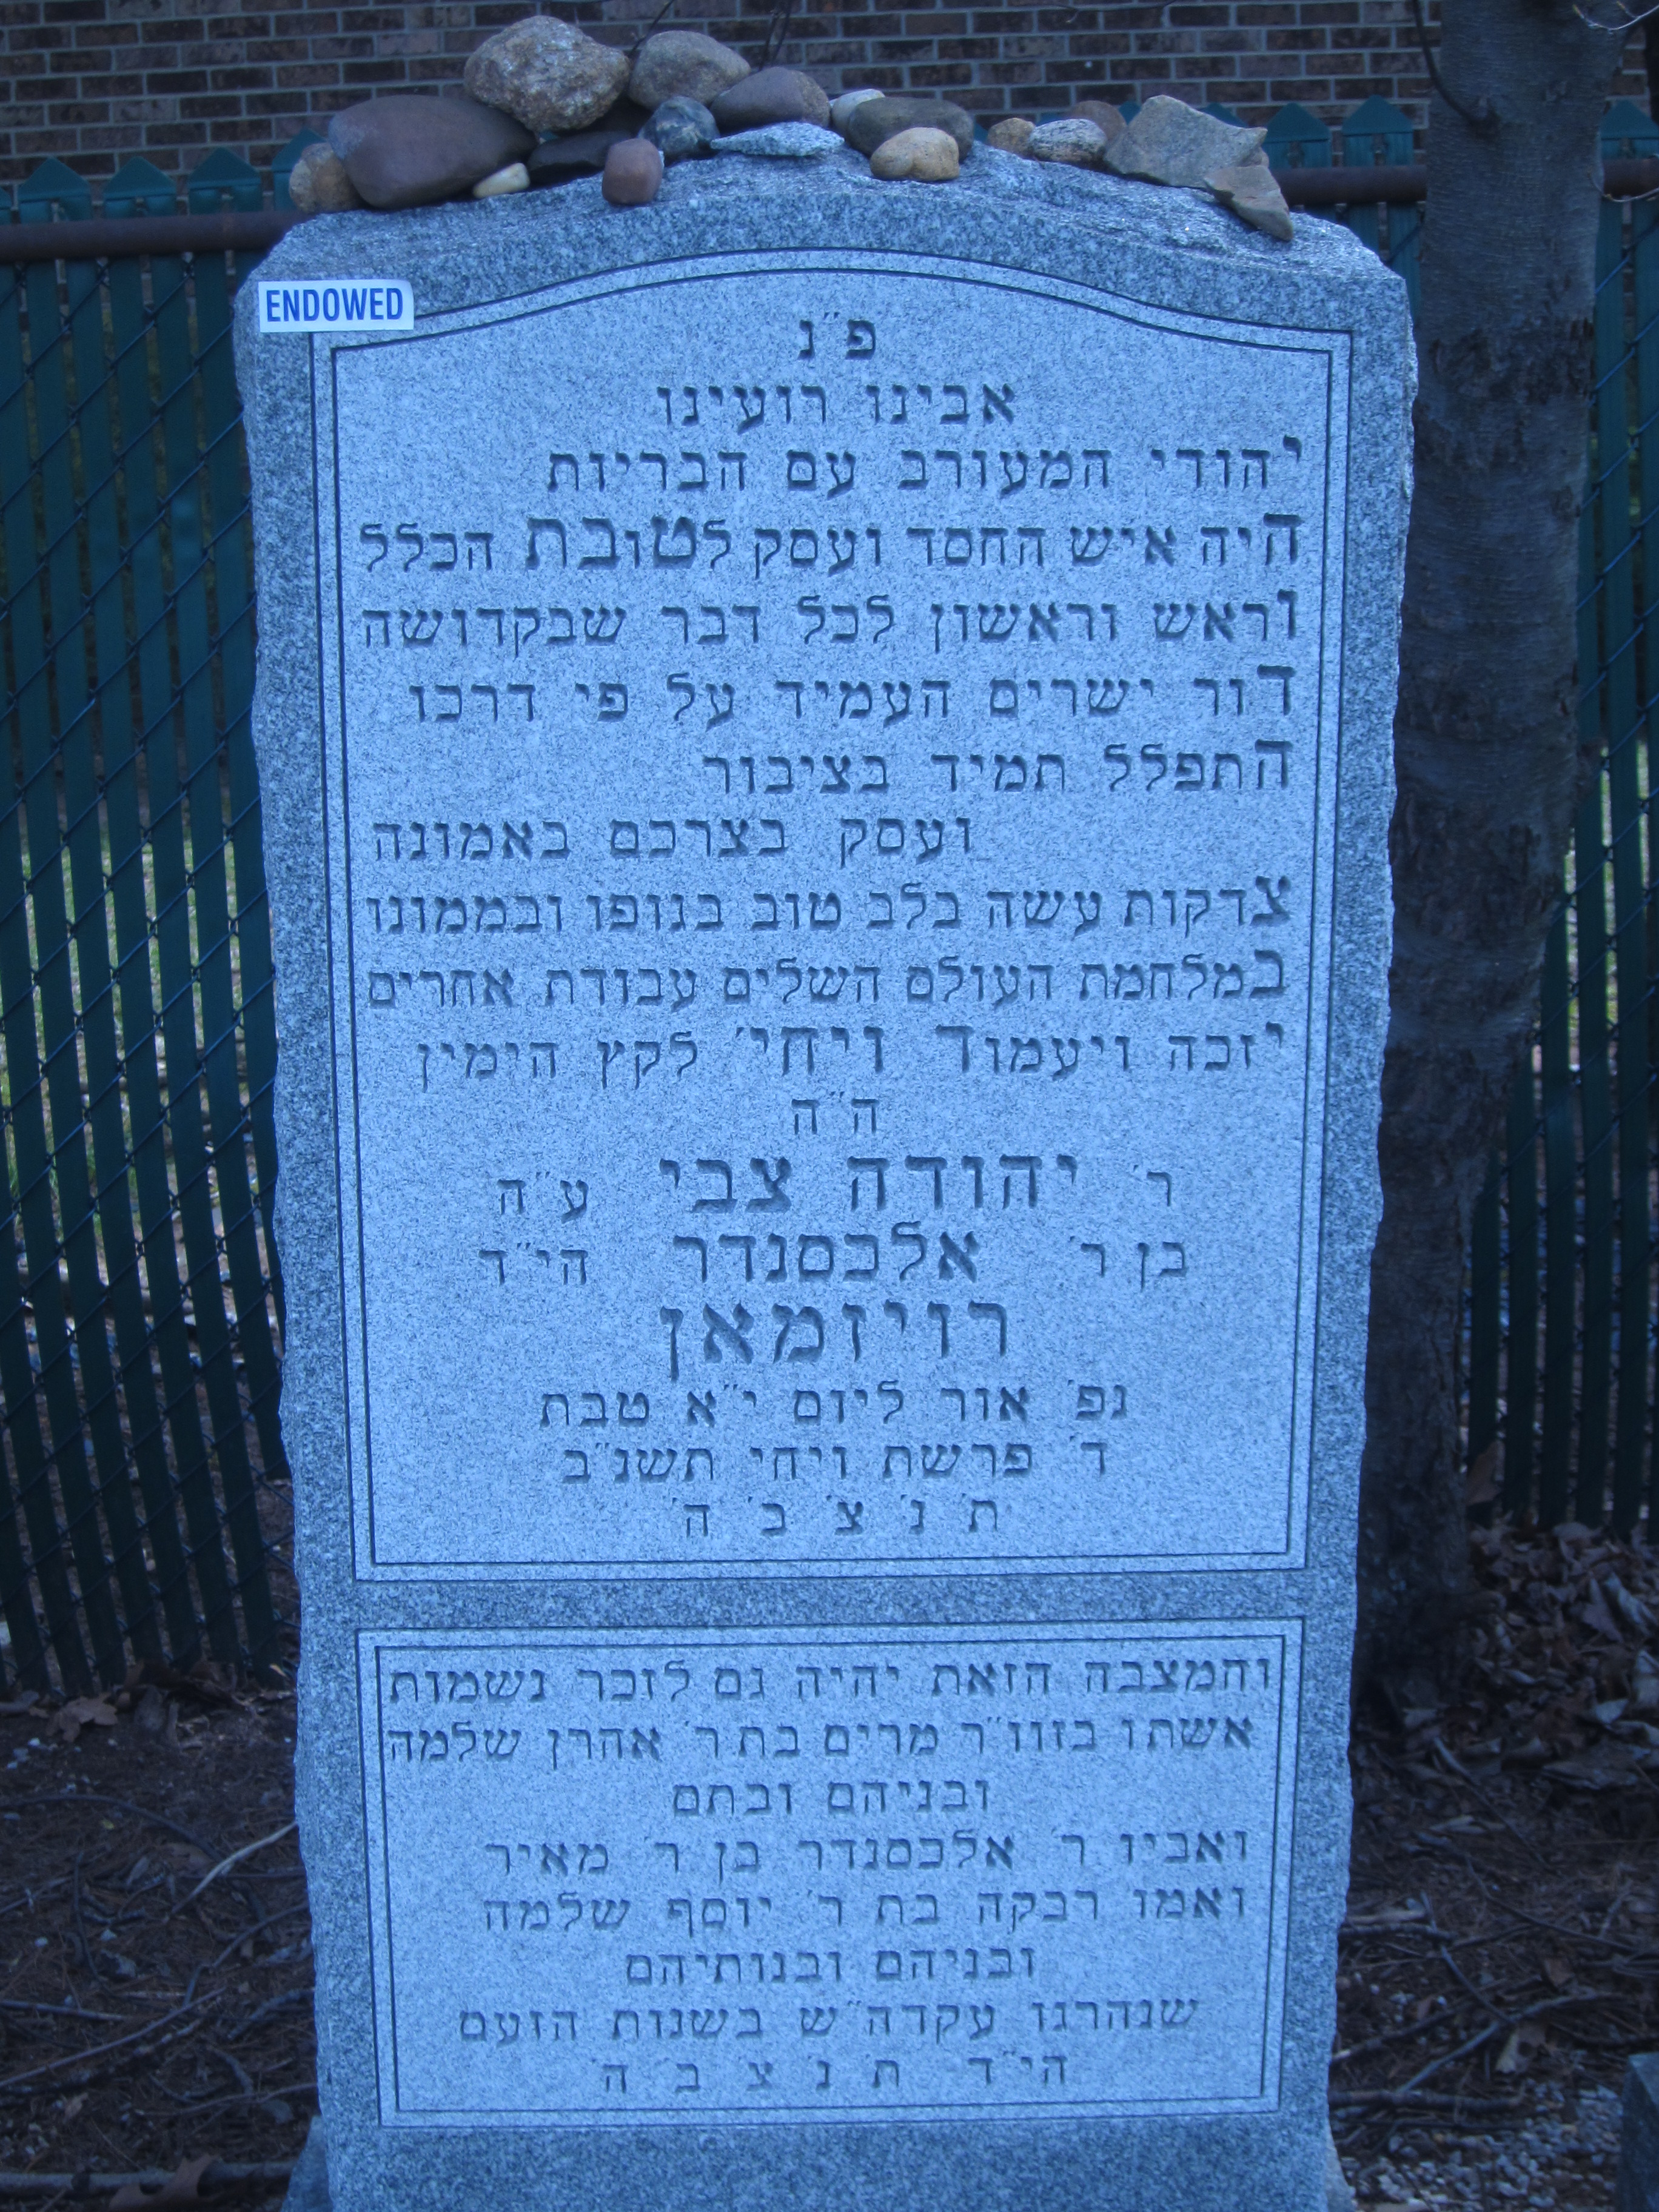 ENDOWED
פ״נ
אבינו רועינו
יהודי המעורב עם הבריות
היה איש החסד ועסק לטובת הכלל
וראש וראשון לכל דבר שבקדושה
דור ישרים העמיד על פי דרכו
התפלל תמיד בציבור
ועסק בצרכם באמונה
צדקות עשה בלב טוב בגופו ובממונו
במלחמת העולם השלים עבודת אחרים
יזכה ויעמוד ויחי׳ לקץ הימין
ה״ה
ר׳ יהודה צבי ע״ה
בן ר׳ אלכסנדר הי״ד
רויזמאן
נפ׳ אור ליום י״א טבת
ד׳ פרשת ויחי תשנ״ב
ת׳ נ׳ צ׳ ב׳ ה׳
והמצבה הזאת יהיה גם לזכר נשמות
אשתו בזוו״ר מרים בת ר׳ אהרן שלמה
ובניהם ובתם
ואביו ר׳ אלכסנדר בן ר׳ מאיר
ואמו רבקה בת ר׳ יוסף שלמה
ובניהם ובנותיהם
שנהרגו עקדה״ש בשנות הזעם
הי״ד ת׳ נ׳ צ׳ ב׳ ה׳